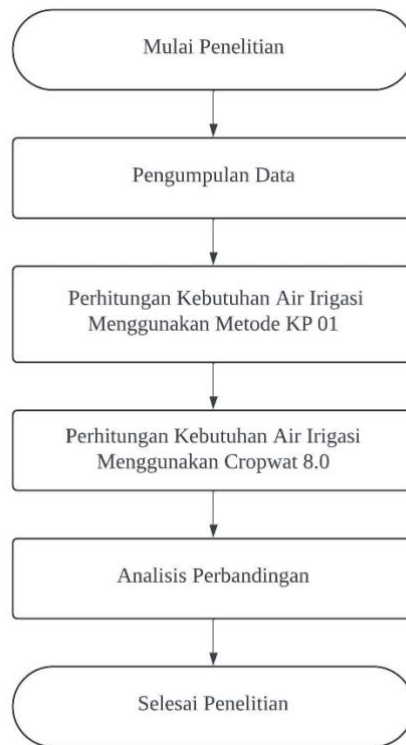 Mulai Penelitian
Pengumpulan Data
Perhitungan Kebutuhan Air Irigasi
Menggunakan Metode KP 01
Perhitungan Kebutuhan Air Irigasi
Menggunakan Cropwat 8.0
Analisis Perbandingan
Selesai Penelitian